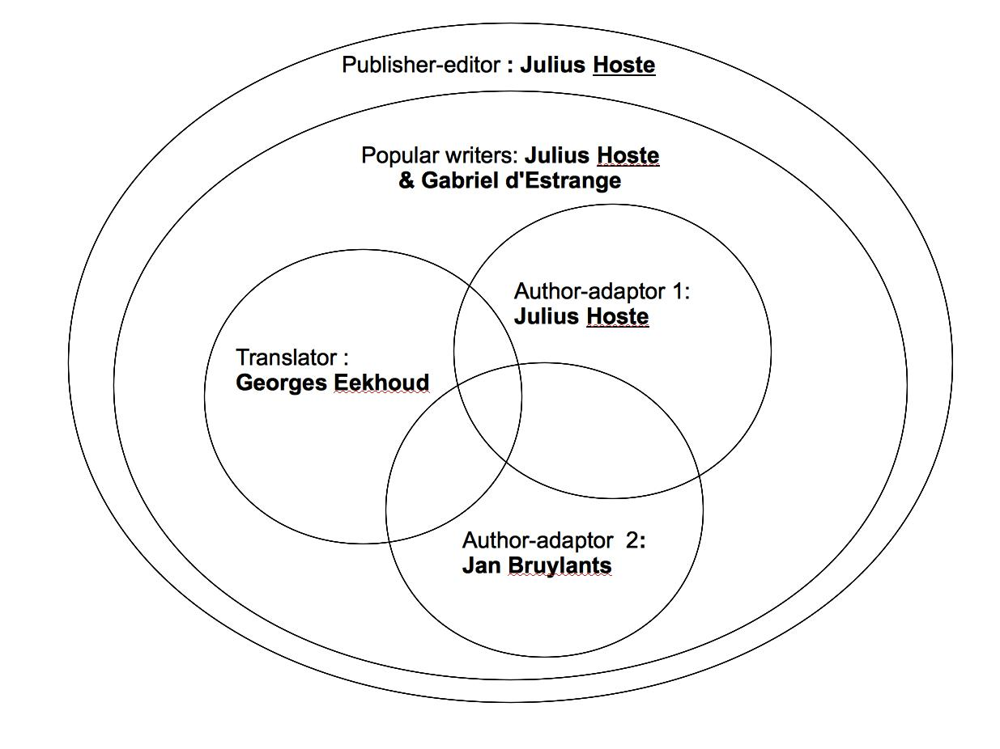 Publisher-editor : Julius Hoste
Popular writers: Julius Hoste
& Gabriel d'Estrange
Author-adaptor 1:
Julius Hoste
Translator :
Georges Eekhoud
Author-adaptor  2:
Jan Bruylants